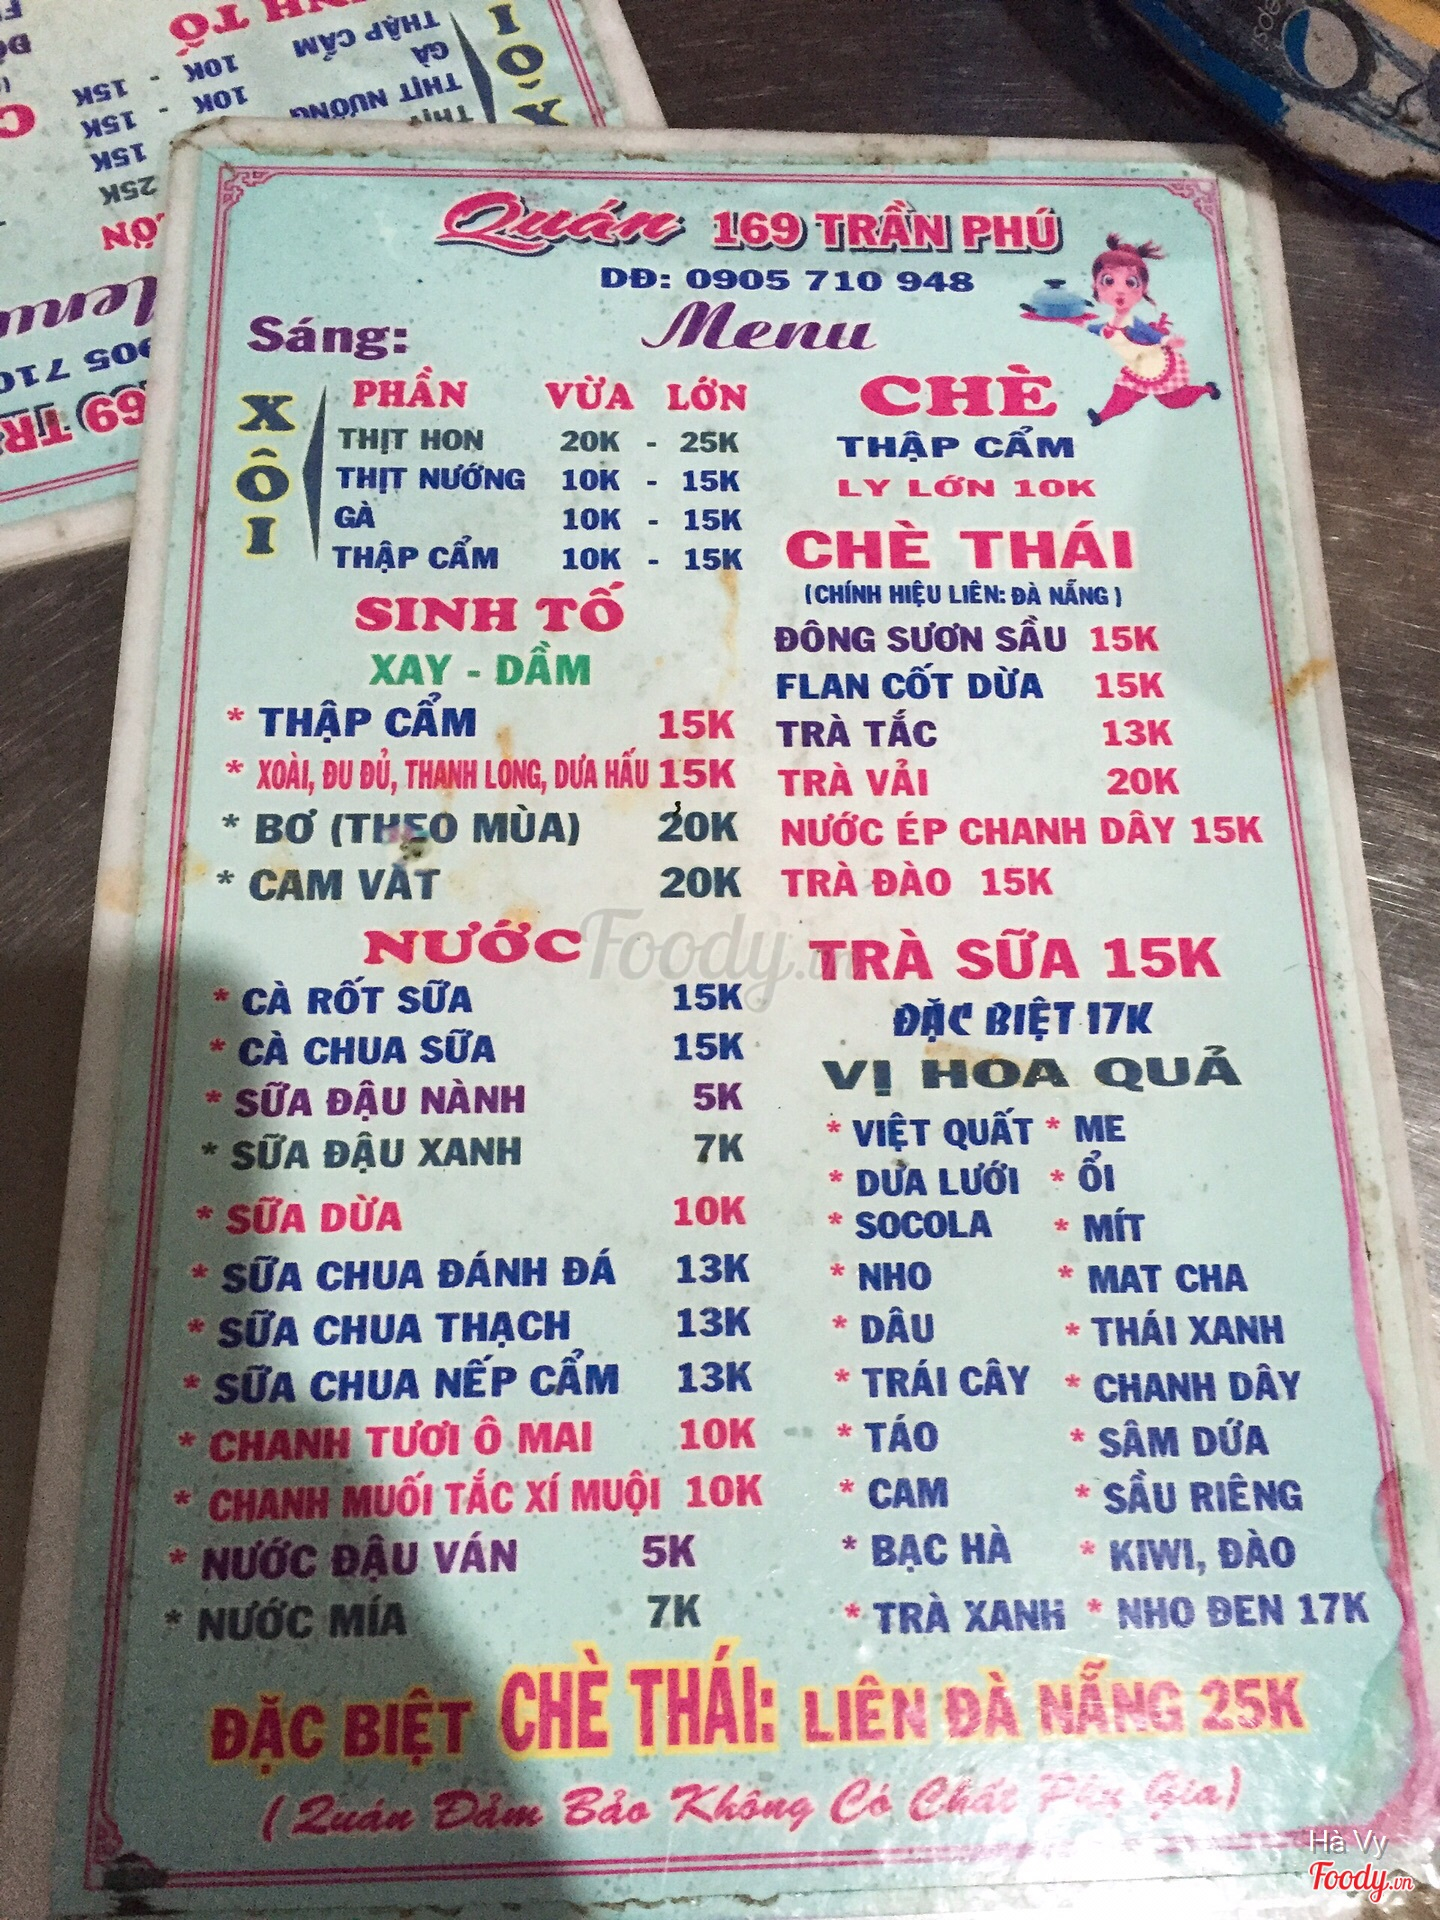 Quán 169 TRẦN PHÚ
DĐ: 0905 710 948
Menu
Sáng:
XÔI
PHẦN VỪA LỚN
THỊT HON 20K - 25K
THỊT NƯỚNG 10K - 15K
GÀ 10K - 15K
THẬP CẨM 10K - 15K
SINH TỐ
XAY - DẦM
* THẬP CẨM 15K
* XOÀI, ĐU ĐỦ, THANH LONG, DƯA HẤU 15K
* BƠ (THEO MÙA) 20K
* CAM VẮT 20K
NƯỚC
* CÀ RỐT SỮA 15K
* CÀ CHUA SỮA 15K
* SỮA ĐẬU NÀNH 5K
* SỮA ĐẬU XANH 7K
* SỮA DỪA 10K
* SỮA CHUA ĐÁNH ĐÁ 13K
* SỮA CHUA THẠCH 13K
* SỮA CHUA NẾP CẨM 13K
* CHANH TƯƠI Ô MAI 10K
* CHANH MUỐI TẮC XÍ MUỘI 10K
* NƯỚC ĐẬU VÁN 5K
* NƯỚC MÍA 7K
CHÈ
THẬP CẨM
LY LỚN 10K
CHÈ THÁI
(CHÍNH HIỆU LIÊN: ĐÀ NẴNG)
ĐÔNG SƯƠN SẦU 15K
FLAN CỐT DỪA 15K
TRÀ TẮC 13K
TRÀ VẢI 20K
NƯỚC ÉP CHANH DÂY 15K
TRÀ ĐÀO 15K
TRÀ SỮA 15K
ĐẶC BIỆT 17K
VỊ HOA QUẢ
* VIỆT QUẤT * ME
* DƯA LƯỚI * ỔI
* SOCOLA * MÍT
* NHO * MAT CHA
* DÂU * THÁI XANH
* TRÁI CÂY * CHANH DÂY
* TÁO * SÂM DỨA
* CAM * SẦU RIÊNG
* BẠC HÀ * KIWI, ĐÀO
* TRÀ XANH * NHO ĐEN 17K
ĐẶC BIỆT CHÈ THÁI: LIÊN ĐÀ NẴNG 25K
(Quán Đảm Bảo Không Có Chất Phụ Gia)
Foody.vn
Hà Vy
Foody.vn